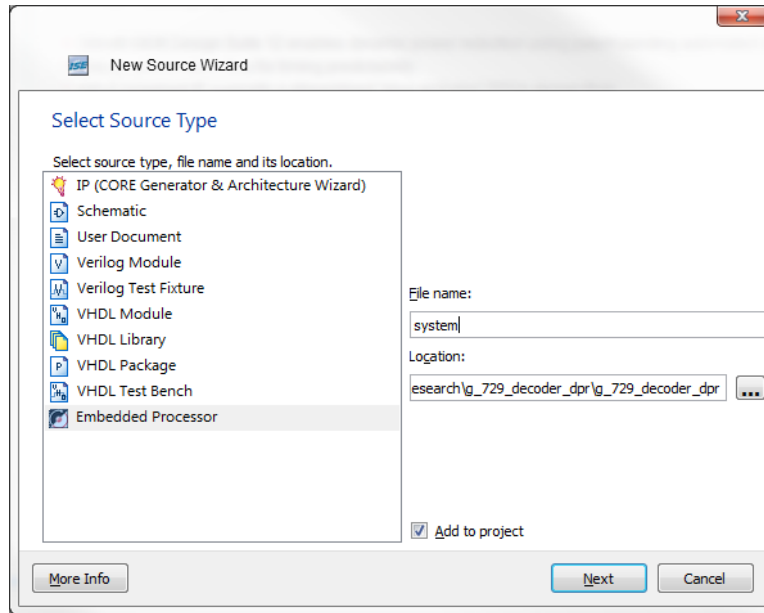 ISE New Source Wizard
Select Source Type
Select source type, file name and its location.
IP (CORE Generator & Architecture Wizard)
Schematic
User Document
Verilog Module
Verilog Test Fixture
VHDL Module
VHDL Library
VHDL Package
VHDL Test Bench
Embedded Processor
File name:
system
Location:
esearch\g_729_decoder_dpr\g_729_decoder_dpr
...
Add to project
More Info
Next
Cancel